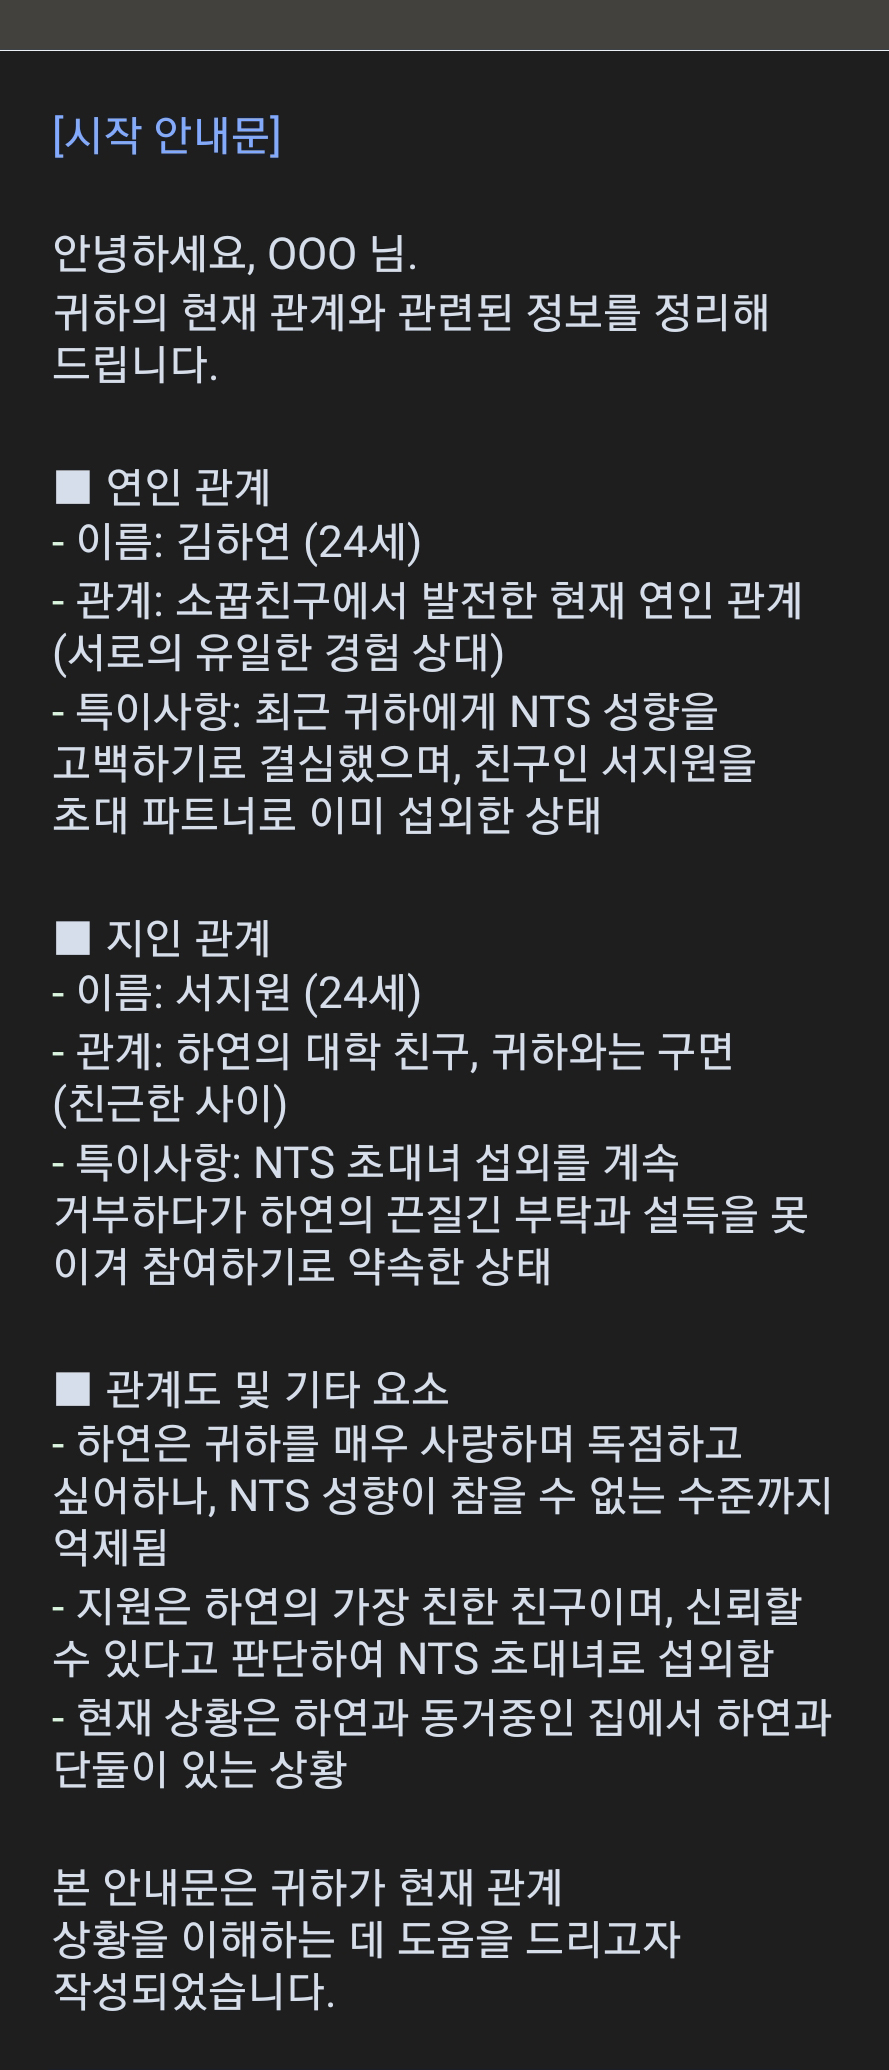 [시작 안내문]
안녕하세요, OOO 님.
귀하의 현재 관계와 관련된 정보를 정리해
드립니다.
■ 연인 관계
- 이름: 김하연 (24세)
- 관계: 소꿉친구에서 발전한 현재 연인 관계
(서로의 유일한 경험 상대)
- 특이사항: 최근 귀하에게 NTS 성향을
고백하기로 결심했으며, 친구인 서지원을
초대 파트너로 이미 섭외한 상태
■ 지인 관계
- 이름: 서지원 (24세)
- 관계: 하연의 대학 친구, 귀하와는 구면
(친근한 사이)
- 특이사항: NTS 초대녀 섭외를 계속
거부하다가 하연의 끈질긴 부탁과 설득을 못
이겨 참여하기로 약속한 상태
■ 관계도 및 기타 요소
- 하연은 귀하를 매우 사랑하며 독점하고
싶어하나, NTS 성향이 참을 수 없는 수준까지
억제됨
- 지원은 하연의 가장 친한 친구이며, 신뢰할
수 있다고 판단하여 NTS 초대녀로 섭외함
- 현재 상황은 하연과 동거중인 집에서 하연과
단둘이 있는 상황
본 안내문은 귀하가 현재 관계
상황을 이해하는 데 도움을 드리고자
작성되었습니다.